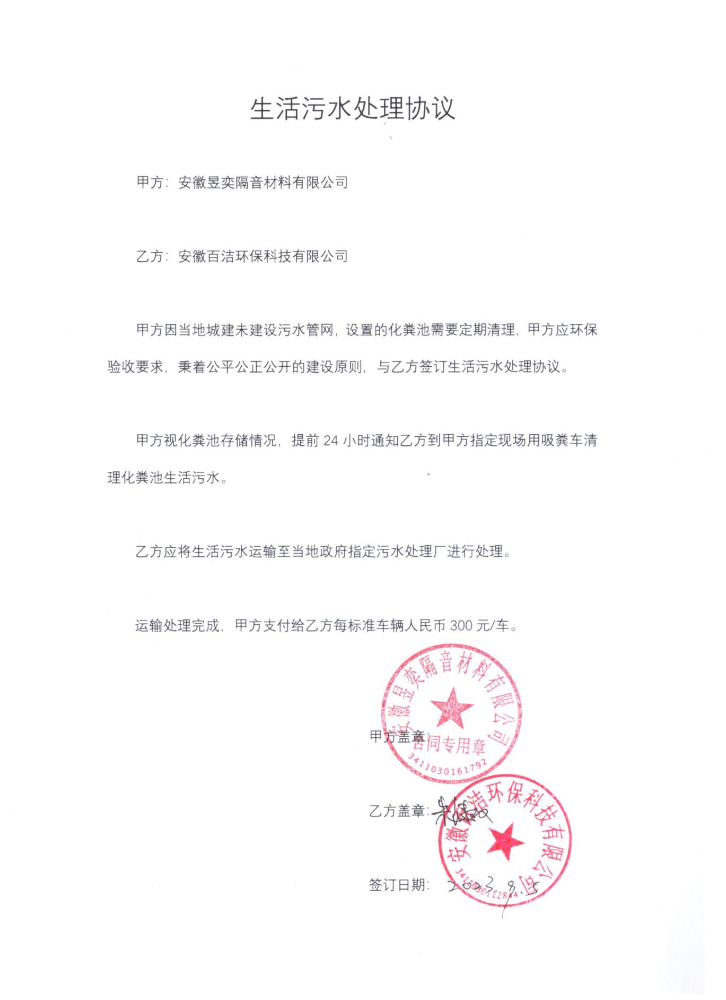 生活污水处理协议
甲方：安徽昱奕隔音材料有限公司
乙方：安徽百洁环保科技有限公司
甲方因当地城建未建设污水管网，设置的化粪池需要定期清理，甲方应环保
验收要求，秉着公平公正公开的建设原则，与乙方签订生活污水处理协议。
甲方视化粪池存储情况，提前 24 小时通知乙方到甲方指定现场用吸粪车清
理化粪池生活污水。
乙方应将生活污水运输至当地政府指定污水处理厂进行处理。
运输处理完成，甲方支付给乙方每标准车辆人民币 300 元/车。
安徽昱奕隔音材料有限公司
甲方盖章：
合同专用章
3411030161792
乙方盖章：
安徽百洁环保科技有限公司
签订日期： 2023.9.5